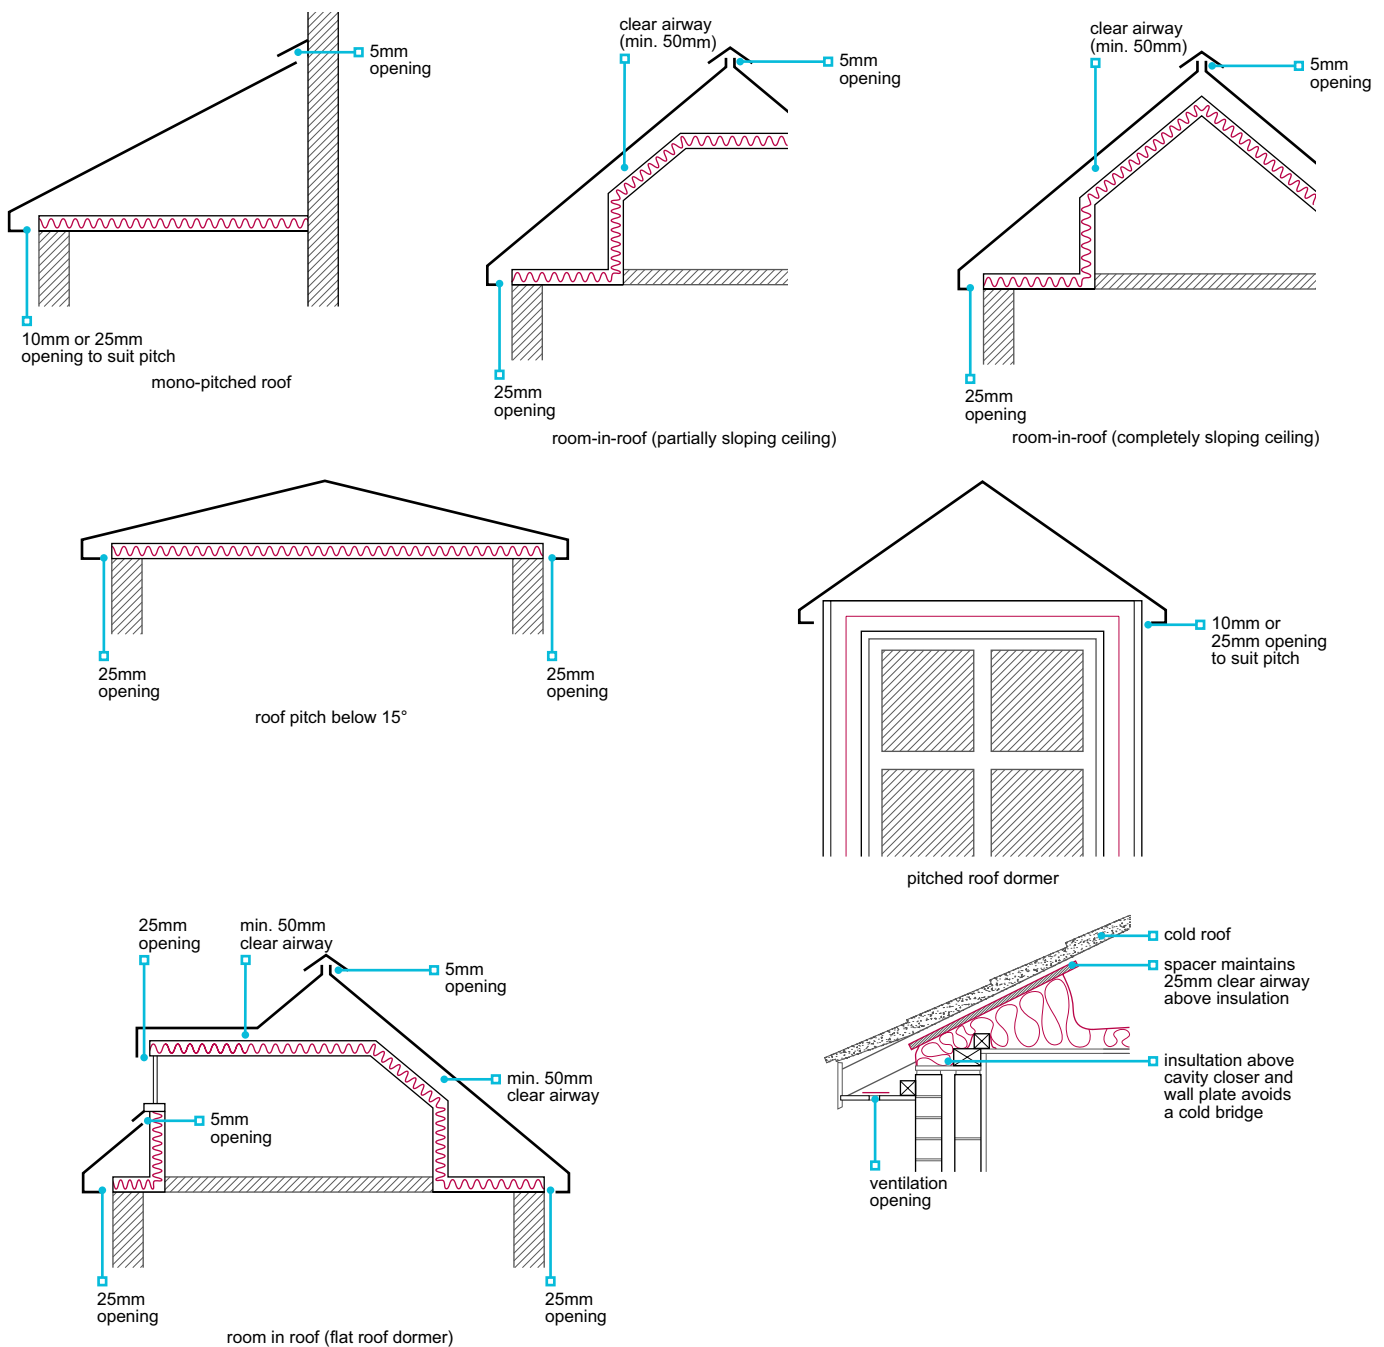 5mm
opening
10mm or 25mm
opening to suit pitch
mono-pitched roof
clear airway
(min. 50mm)
5mm
opening
25mm
opening
room-in-roof (partially sloping ceiling)
clear airway
(min. 50mm)
5mm
opening
25mm
opening
room-in-roof (completely sloping ceiling)
25mm
opening
25mm
opening
roof pitch below 15°
10mm or
25mm opening
to suit pitch
pitched roof dormer
25mm
opening
min. 50mm
clear airway
5mm
opening
min. 50mm
clear airway
5mm
opening
25mm
opening
25mm
opening
room in roof (flat roof dormer)
cold roof
spacer maintains
25mm clear airway
above insulation
insultation above
cavity closer and
wall plate avoids
a cold bridge
ventilation
opening